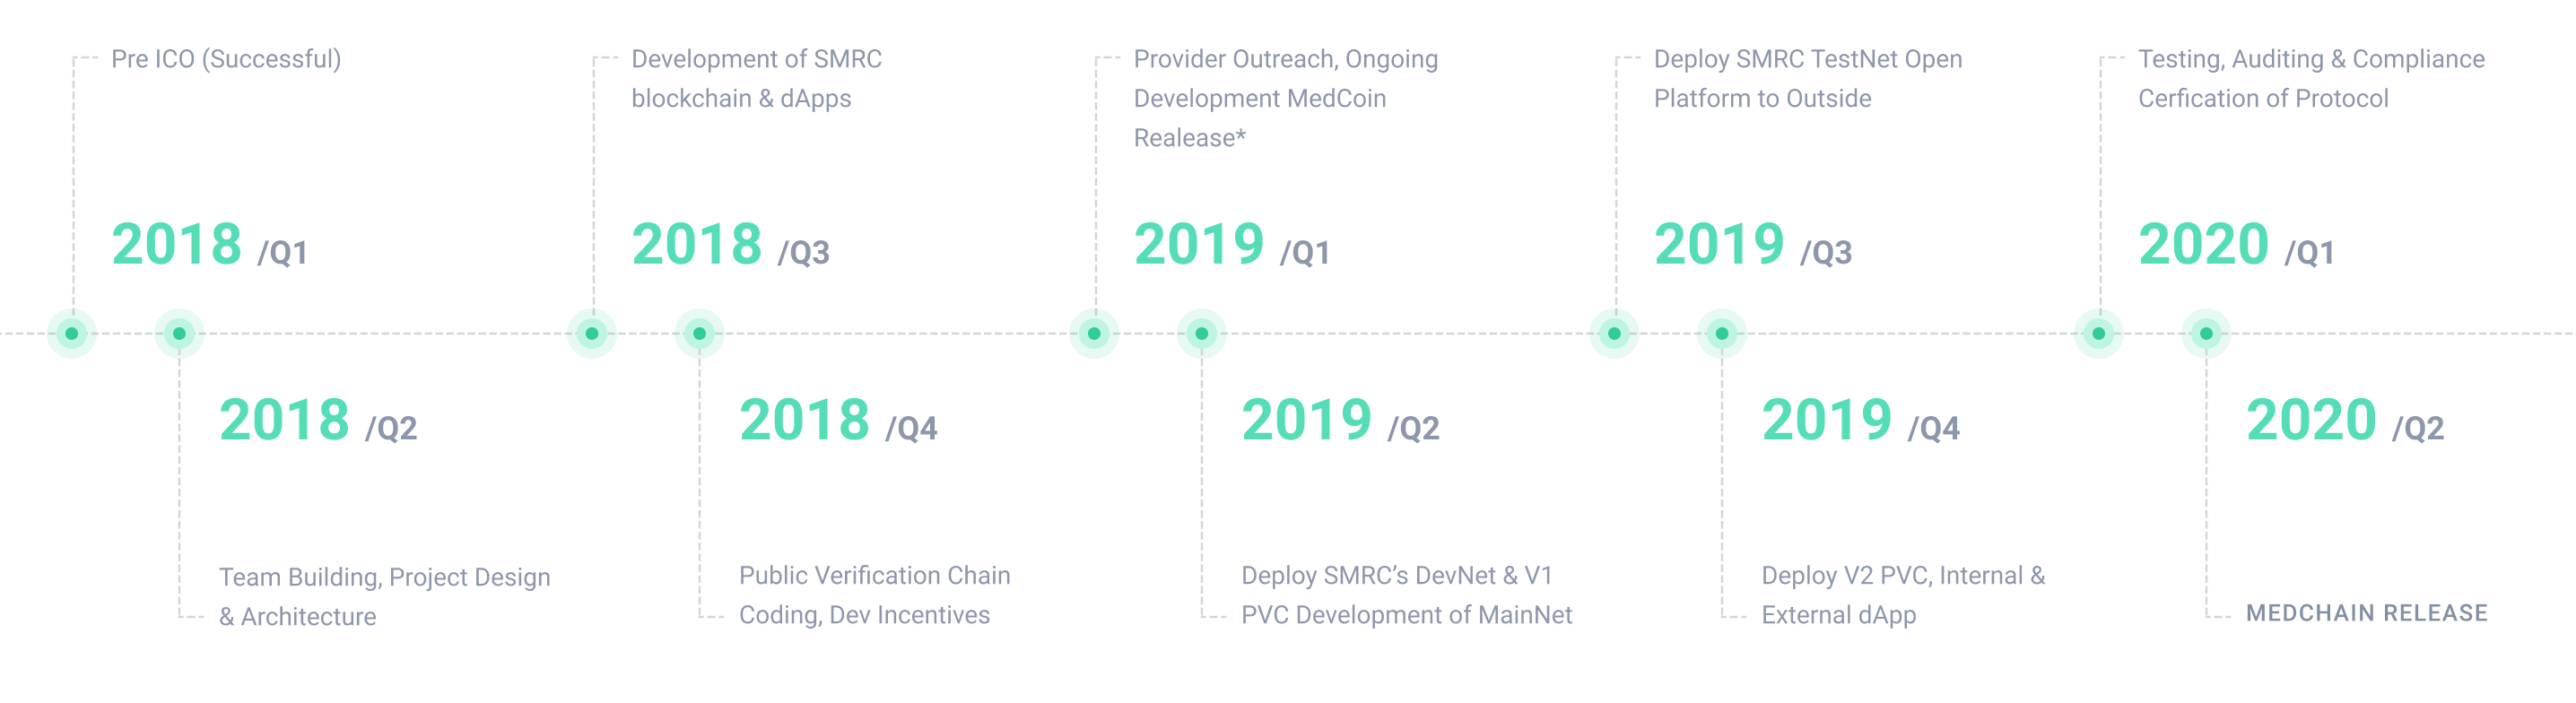 Pre ICO (Successful)
2018 /Q1
2018 /Q2
Team Building, Project Design
& Architecture
Development of SMRC
blockchain & dApps
2018 /Q3
2018 /Q4
Public Verification Chain
Coding, Dev Incentives
Provider Outreach, Ongoing
Development MedCoin
Realease*
2019 /Q1
2019 /Q2
Deploy SMRC’s DevNet & V1
PVC Development of MainNet
Deploy SMRC TestNet Open
Platform to Outside
2019 /Q3
2019 /Q4
Deploy V2 PVC, Internal &
External dApp
Testing, Auditing & Compliance
Cerfication of Protocol
2020 /Q1
2020 /Q2
MEDCHAIN RELEASE